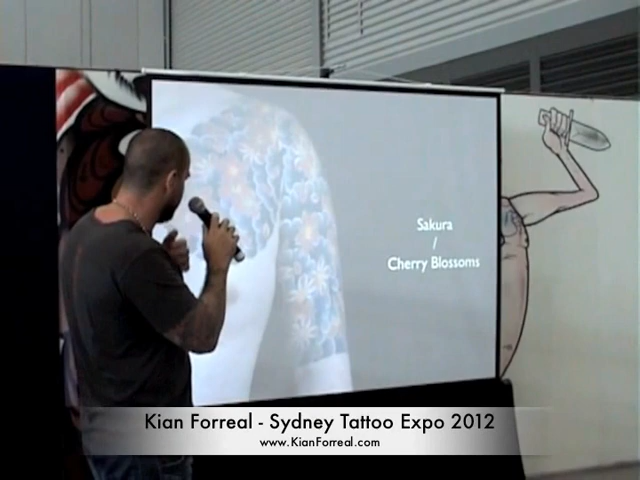 Sakura
/
Cherry Blossoms
Kian Forreal - Sydney Tattoo Expo 2012
www.KianForreal.com